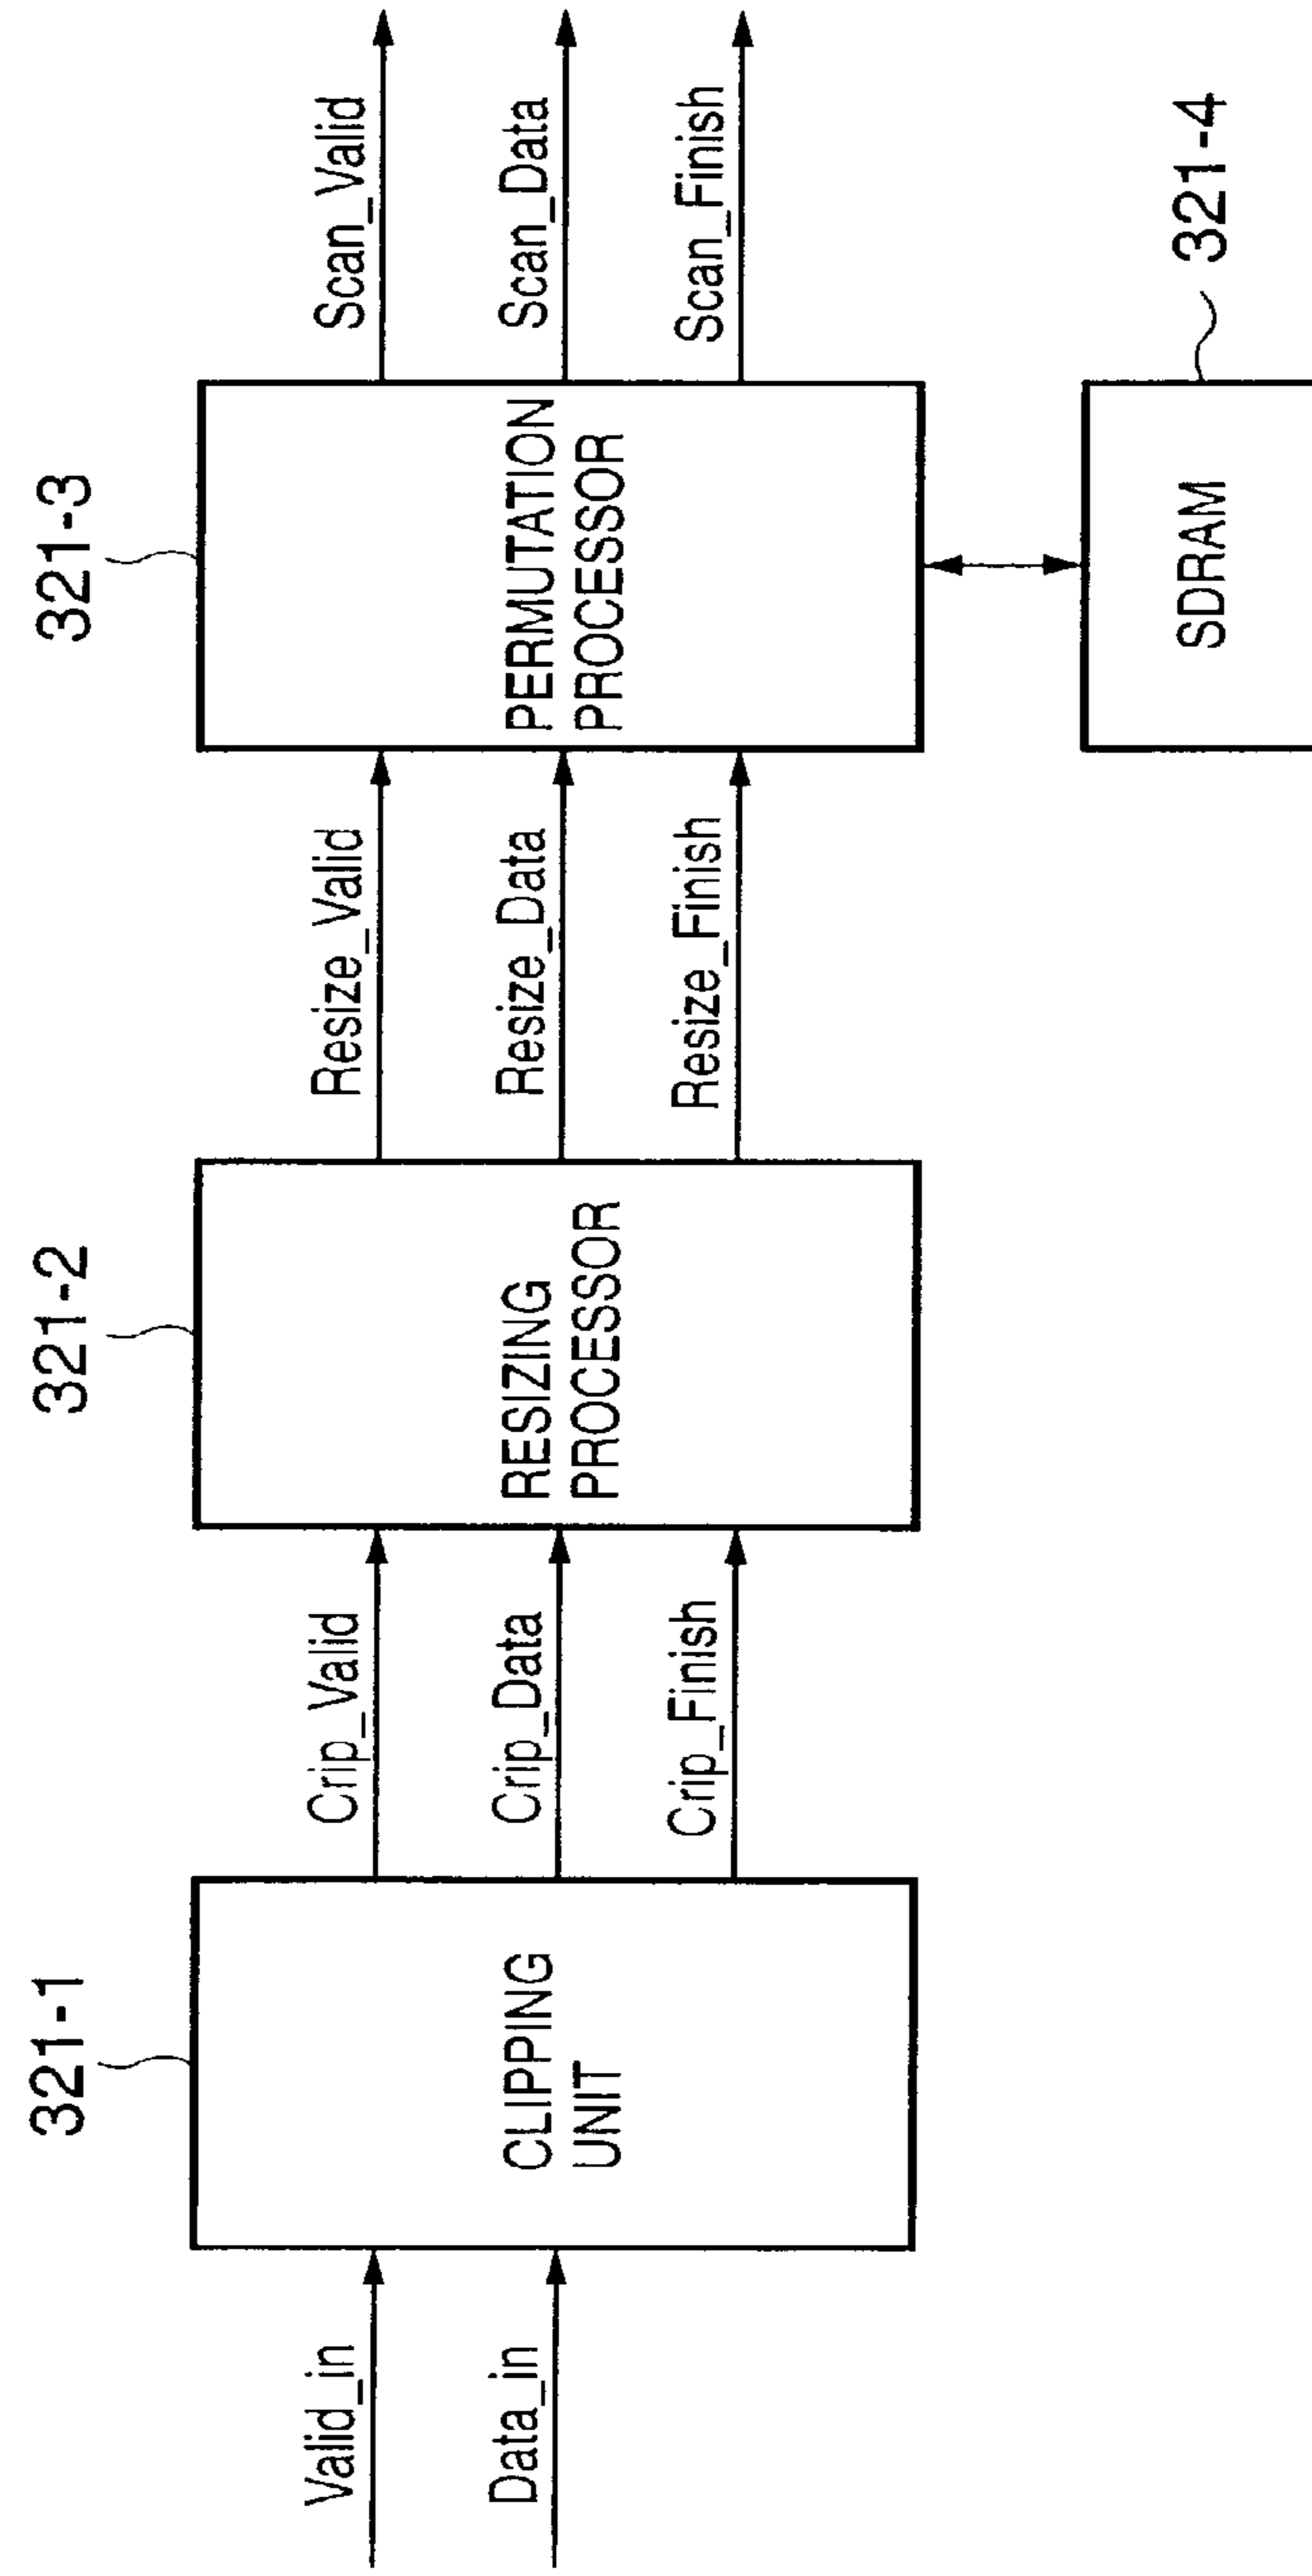 321-1
321-2
321-3
Valid_in
Crip_Valid
Resize_Valid
Scan_Valid
Data_in
CLIPPING
UNIT
Crip_Data
RESIZING
PROCESSOR
Resize_Data
PERMUTATION
PROCESSOR
Scan_Data
Crip_Finish
Resize_Finish
Scan_Finish
SDRAM
321-4